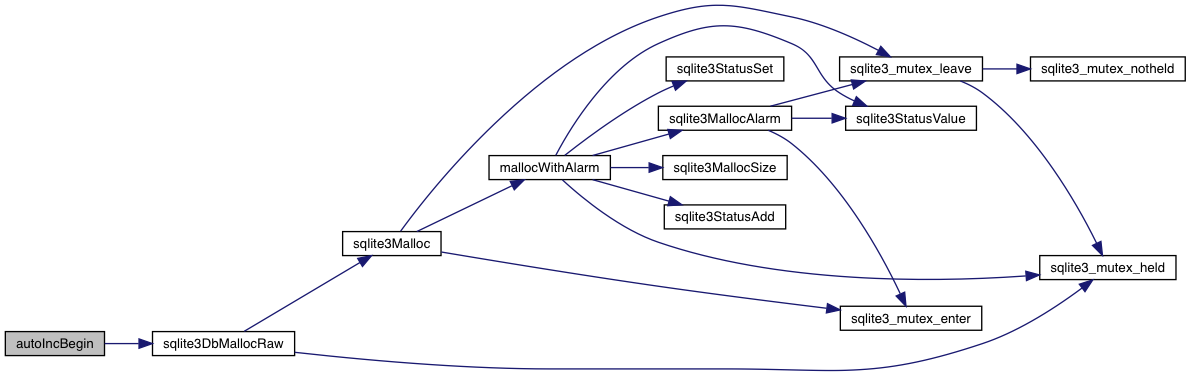 autoIncBegin
sqlite3DbMallocRaw
sqlite3Malloc
mallocWithAlarm
sqlite3StatusSet
sqlite3MallocAlarm
sqlite3MallocSize
sqlite3StatusAdd
sqlite3_mutex_leave
sqlite3StatusValue
sqlite3_mutex_enter
sqlite3_mutex_notheld
sqlite3_mutex_held